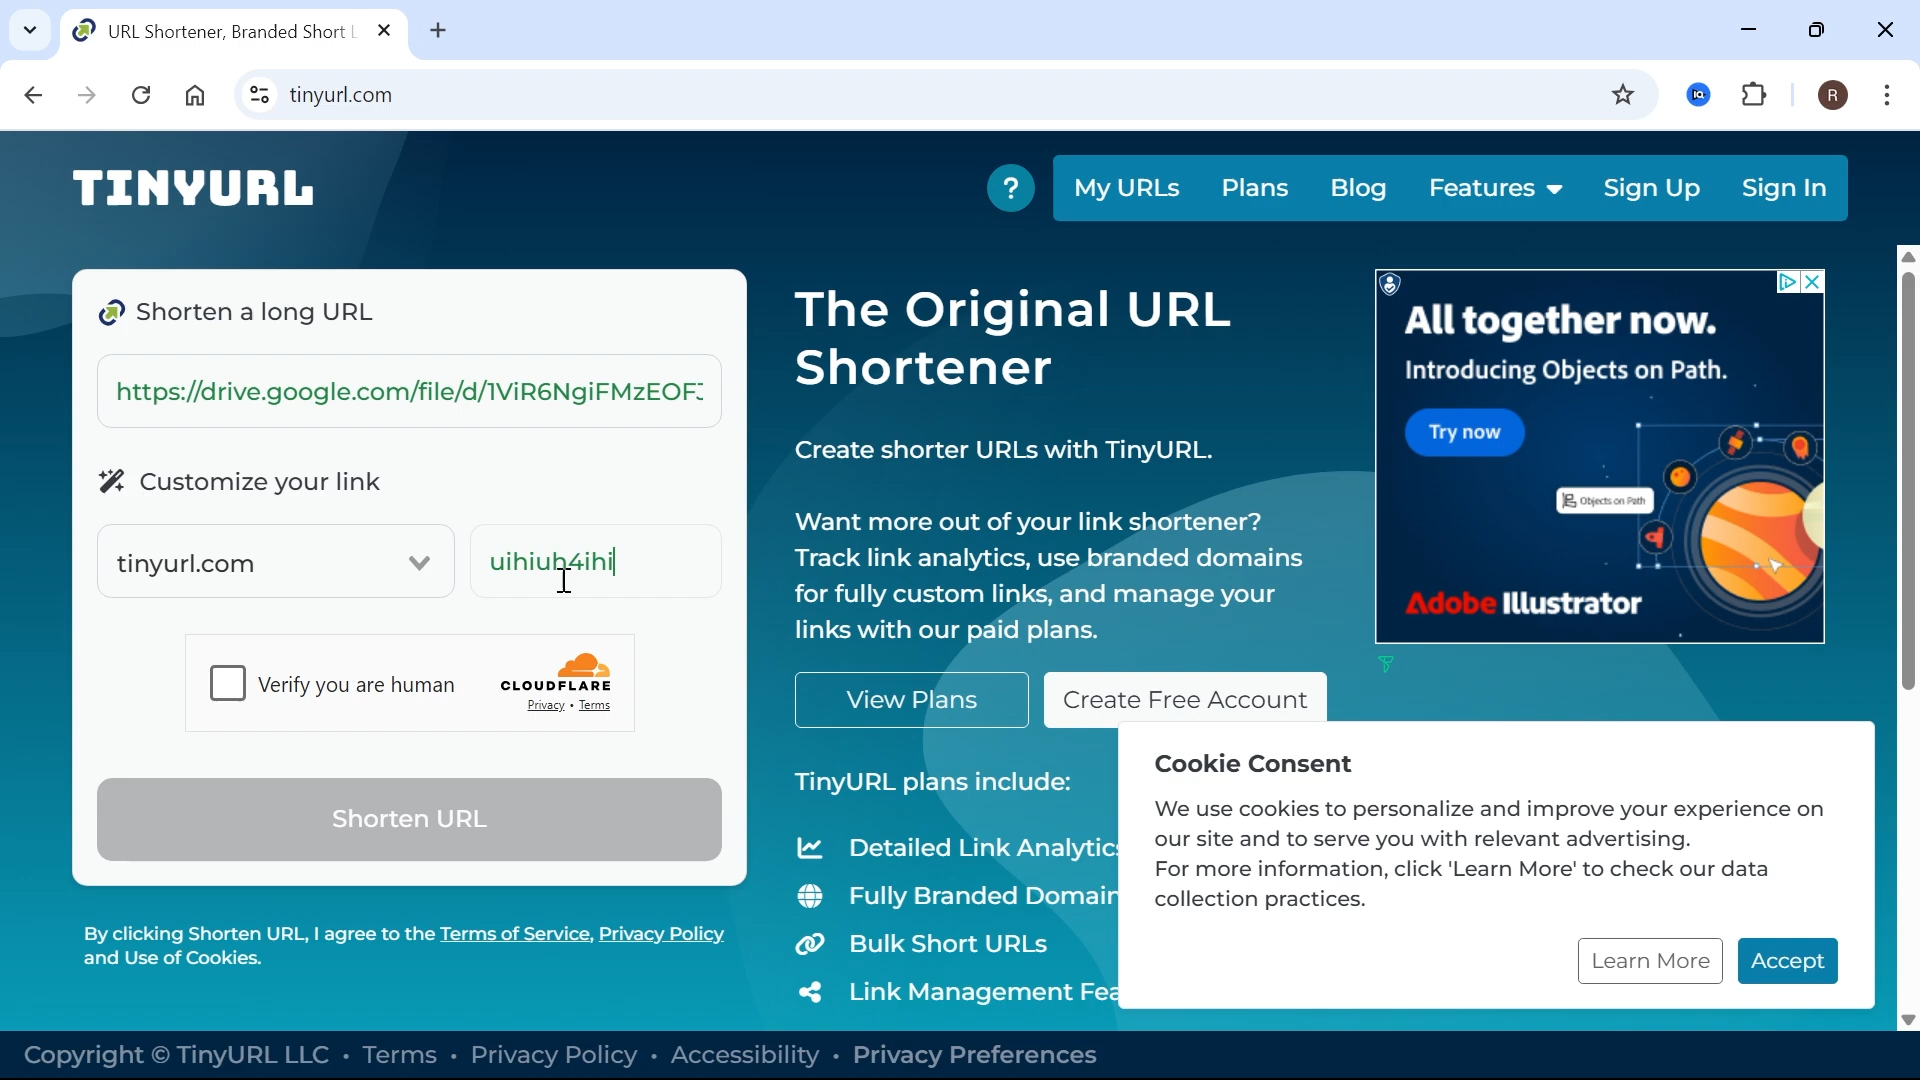 URL Shortener, Branded Short L
tinyurl.com
R
TINYURL
?
My URLs
Plans
Blog
Features
Sign Up
Sign In
Shorten a long URL
https://drive.google.com/file/d/1ViR6NgiFMzEOF
Customize your link
tinyurl.com
uihiuh4ihi
Verify you are human
CLOUDFLARE
Privacy • Terms
Shorten URL
By clicking Shorten URL, I agree to the Terms of Service, Privacy Policy
and Use of Cookies.
The Original URL
Shortener
Create shorter URLs with TinyURL.
Want more out of your link shortener?
Track link analytics, use branded domains
for fully custom links, and manage your
links with our paid plans.
View Plans
Create Free Account
TinyURL plans include:
Detailed Link Analytics
Fully Branded Domain
Bulk Short URLs
Link Management Fea
All together now.
Introducing Objects on Path.
Try now
Objects on Path
Adobe Illustrator
Cookie Consent
We use cookies to personalize and improve your experience on
our site and to serve you with relevant advertising.
For more information, click 'Learn More' to check our data
collection practices.
Learn More
Accept
Copyright © TinyURL LLC • Terms • Privacy Policy • Accessibility • Privacy Preferences